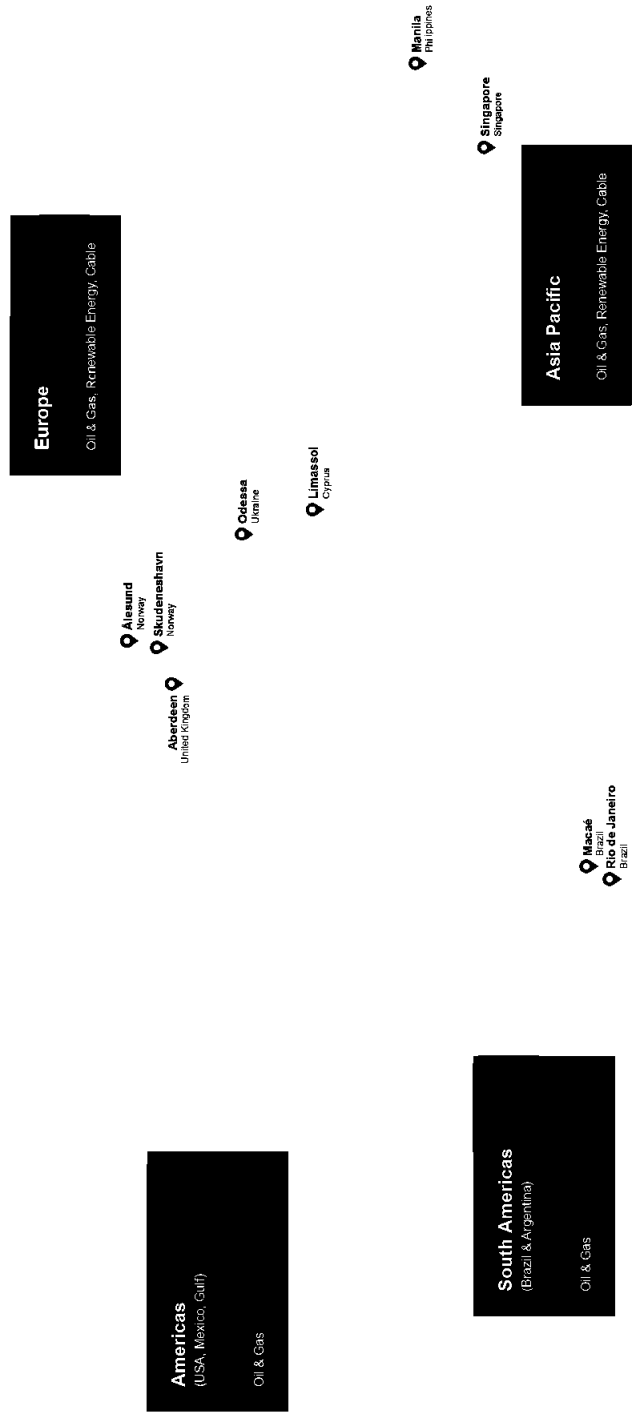 Europe
Oil & Gas, Renewable Energy, Cable
Ålesund
Norway
Skudeneshavn
Norway
Aberdeen
United Kingdom
Americas
(USA, Mexico, Gulf)
Oil & Gas
Odessa
Ukraine
Limassol
Cyprus
Manila
Philippines
Singapore
Singapore
South Americas
(Brazil & Argentina)
Oil & Gas
Macaé
Brazil
Rio de Janeiro
Brazil
Asia Pacific
Oil & Gas, Renewable Energy, Cable